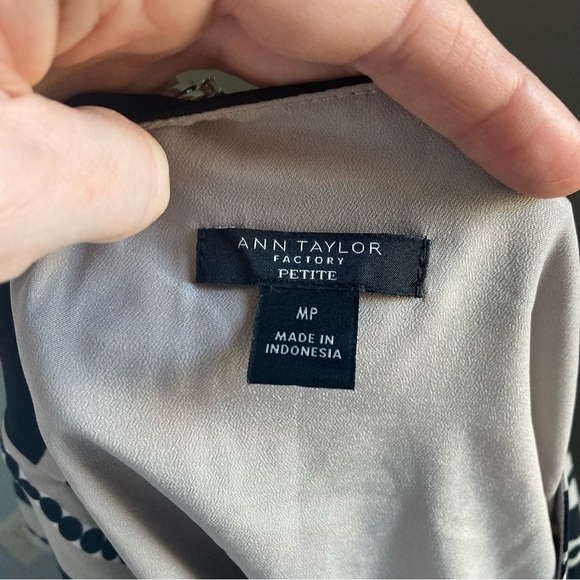 ANN TAYLOR
FACTORY
PETITE
MP
MADE IN
INDONESIA